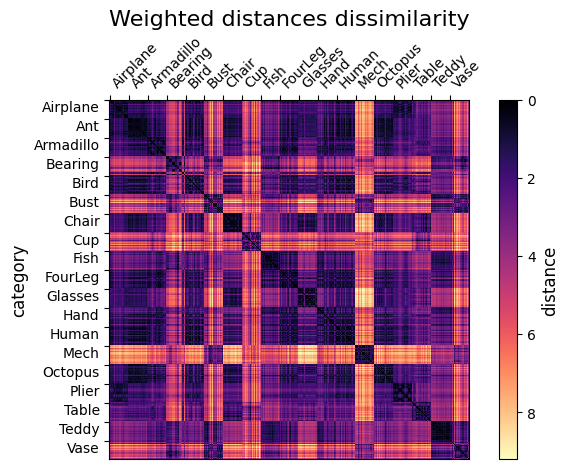 Weighted distances dissimilarity
Airplane
Ant
Armadillo
Bearing
Bird
Bust
Chair
Cup
Fish
FourLeg
Glasses
Hand
Human
Mech
Octopus
Plier
Table
Teddy
Vase
category
Airplane
Ant
Armadillo
Bearing
Bird
Bust
Chair
Cup
Fish
FourLeg
Glasses
Hand
Human
Mech
Octopus
Plier
Table
Teddy
Vase
0
2
4
6
8
distance